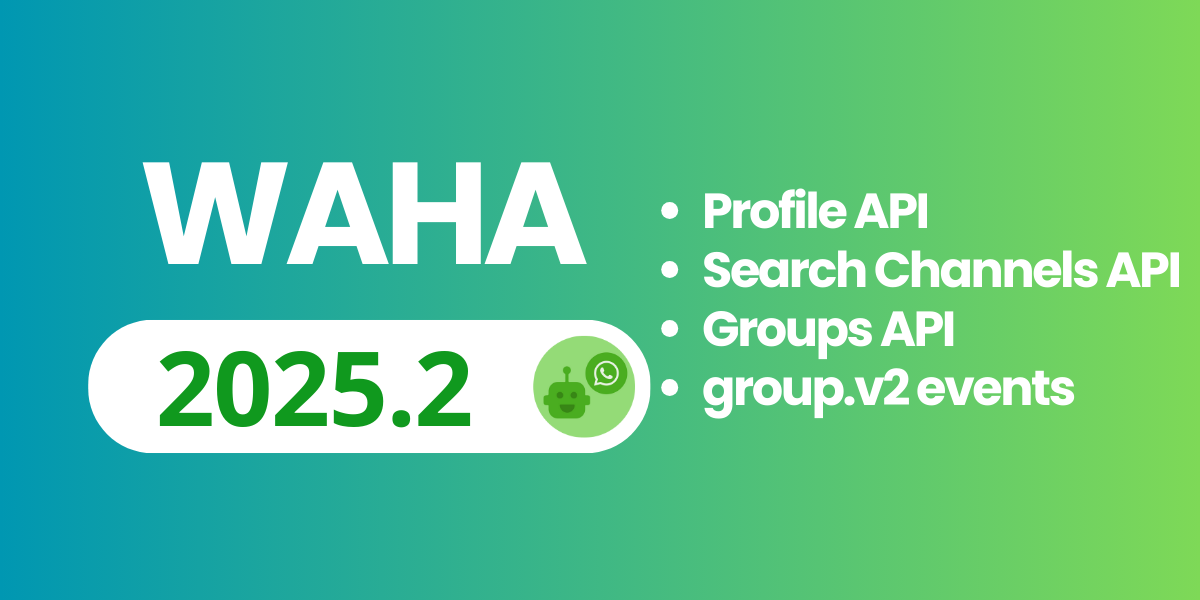 WAHA
2025.2
• Profile API
• Search Channels API
• Groups API
• group.v2 events